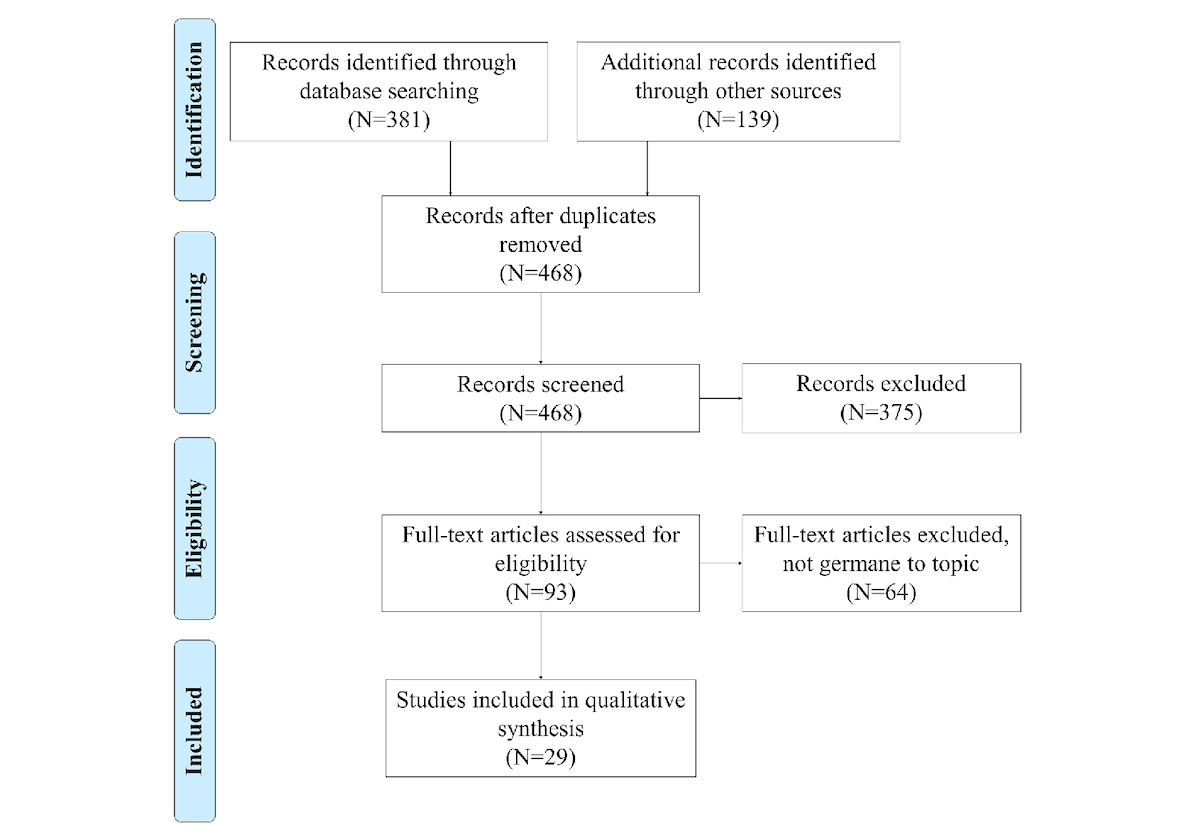 Identification
Records identified through
database searching
(N=381)
Additional records identified
through other sources
(N=139)
Records after duplicates
removed
(N=468)
Screening
Records screened
(N=468)
Records excluded
(N=375)
Eligibility
Full-text articles assessed for
eligibility
(N=93)
Full-text articles excluded,
not germane to topic
(N=64)
Included
Studies included in qualitative
synthesis
(N=29)